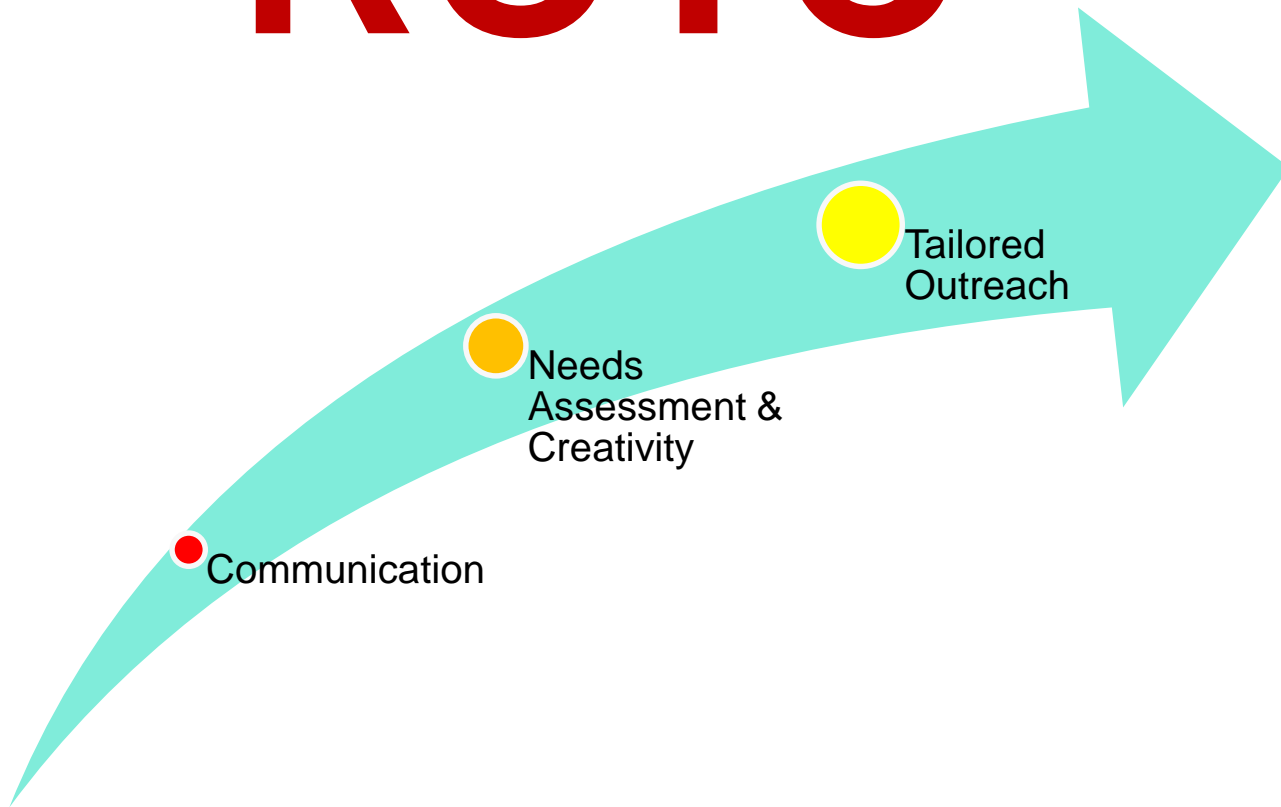 Tailored
Outreach
Needs
Assessment &
Creativity
Communication